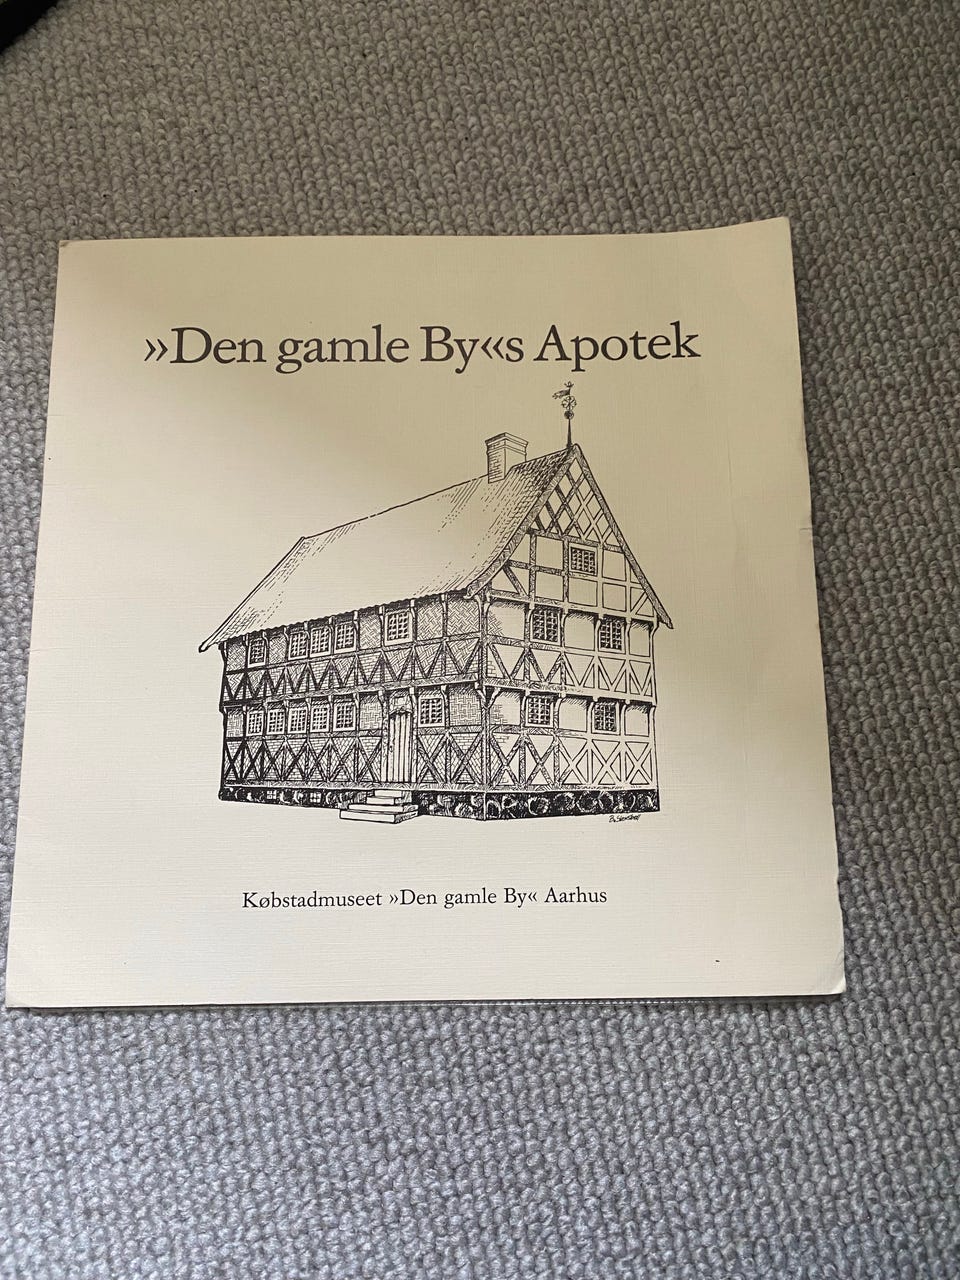 »Den gamle By«s Apotek
Købstadmuseet »Den gamle By« Aarhus